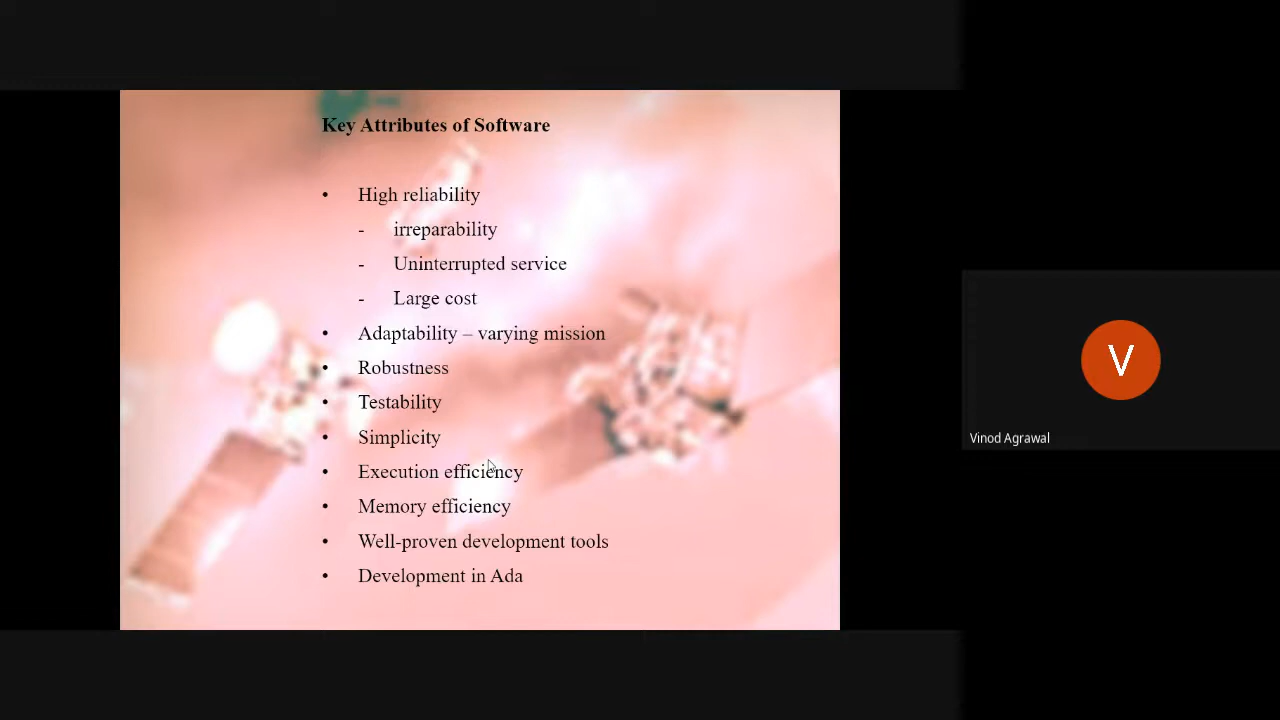 Key Attributes of Software
• High reliability
- irreparability
- Uninterrupted service
- Large cost
• Adaptability – varying mission
• Robustness
• Testability
• Simplicity
• Execution efficiency
• Memory efficiency
• Well-proven development tools
• Development in Ada
V
Vinod Agrawal